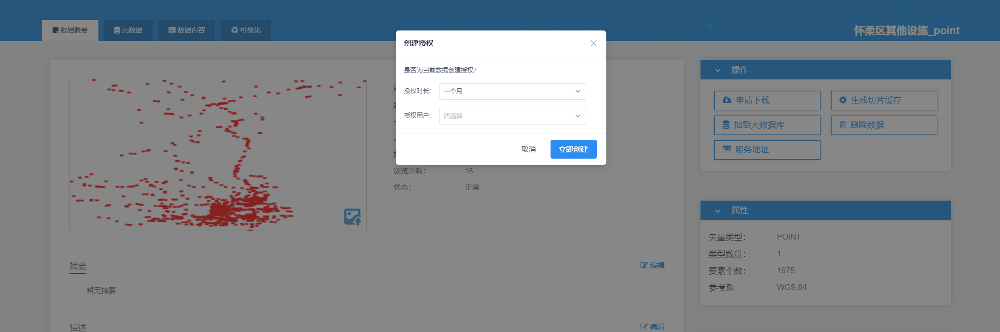 数据概要
元数据
数据内容
可视化
怀柔区其他设施_point
创建授权
是否为当前数据创建授权?
授权时长:
一个月
授权用户:
请选择
取消
立即创建
浏览次数:
16
状态:
正常
摘要
编辑
暂无摘要
描述
编辑
操作
申请下载
生成切片缓存
加到大数据库
删除数据
服务地址
属性
矢量类型:
POINT
类型数量:
1
要素个数:
1975
参考系:
WGS 84